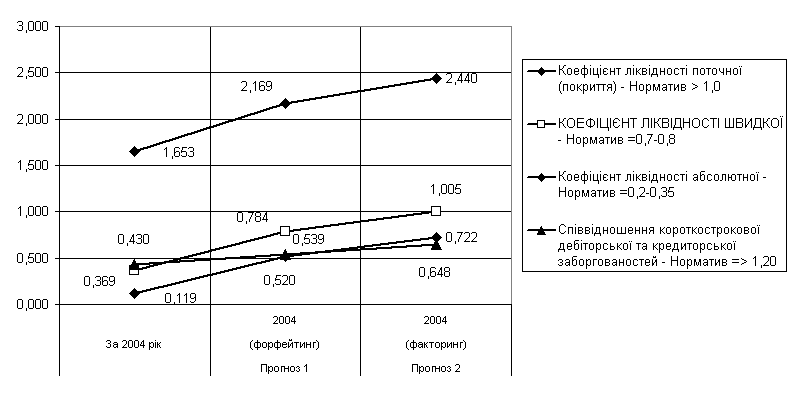 3,000
2,500
2,000
1,500
1,000
0,500
0,000
1,653
2,169
2,440
0,430
0,369
0,119
0,784
0,539
0,520
1,005
0,722
0,648
За 2004 рік
2004
(форфейтинг)
Прогноз 1
2004
(факторинг)
Прогноз 2
Коефіцієнт ліквідності поточної
(покриття) - Норматив > 1,0
КОЕФІЦІЄНТ ЛІКВІДНОСТІ ШВИДКОЇ
- Норматив =0,7-0,8
Коефіцієнт ліквідності абсолютної -
Норматив =0,2-0,35
Співвідношення короткострокової
дебіторської та кредиторської
заборгованостей - Норматив => 1,20